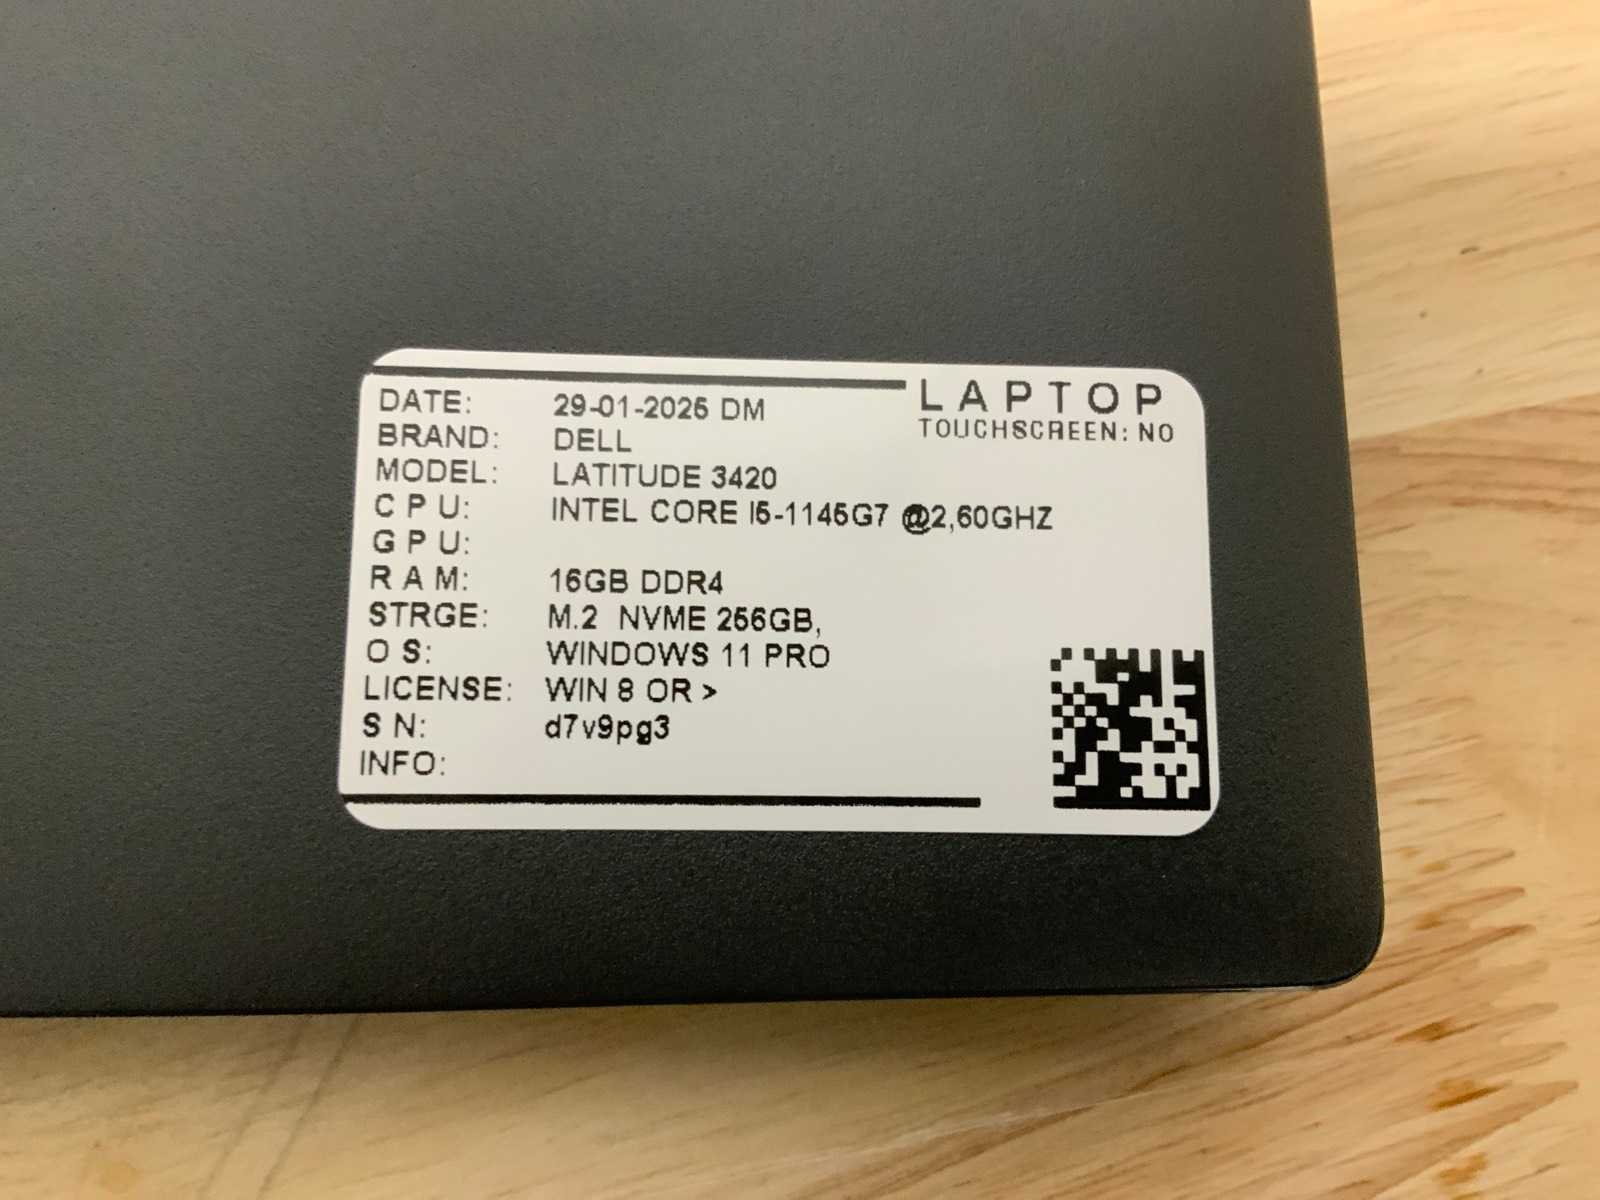 LAPTOP
TOUCHSCREEN: NO
DATE: 29-01-2025 DM
BRAND: DELL
MODEL: LATITUDE 3420
CPU: INTEL CORE I5-1145G7 @2,60GHZ
GPU:
RAM: 16GB DDR4
STRGE: M.2 NVME 256GB,
OS: WINDOWS 11 PRO
LICENSE: WIN 8 OR >
SN: d7v9pg3
INFO: